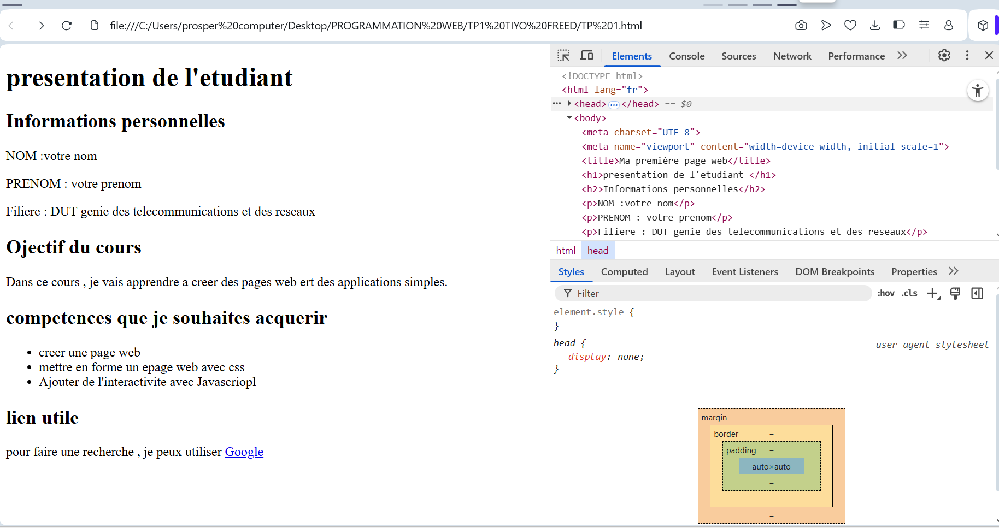 file:///C:/Users/prosper%20computer/Desktop/PROGRAMMATION%20WEB/TP1%20TIYO%20FREED/TP%201.html
presentation de l'etudiant
Informations personnelles
NOM :votre nom
PRENOM : votre prenom
Filiere : DUT genie des telecommunications et des reseaux
Ojectif du cours
Dans ce cours , je vais apprendre a creer des pages web ert des applications simples.
competences que je souhaites acquerir
• creer une page web
• mettre en forme un epage web avec css
• Ajouter de l'interactivite avec Javascriopl
lien utile
pour faire une recherche , je peux utiliser Google
Elements Console Sources Network Performance
<!DOCTYPE html>
<html lang="fr">
<head> ••• </head> == $0
<body>
<meta charset="UTF-8">
<meta name="viewport" content="width=device-width, initial-scale=1">
<title>Ma première page web</title>
<h1>presentation de l'etudiant </h1>
<h2>Informations personnelles</h2>
<p>NOM :votre nom</p>
<p>PRENOM : votre prenom</p>
<p>Filiere : DUT genie des telecommunications et des reseaux</p>
html head
Styles Computed Layout Event Listeners DOM Breakpoints Properties
Filter :hov .cls
element.style {
}
head { user agent stylesheet
display: none;
}
margin –
border –
padding –
– – – auto×auto – – –
–
–
–